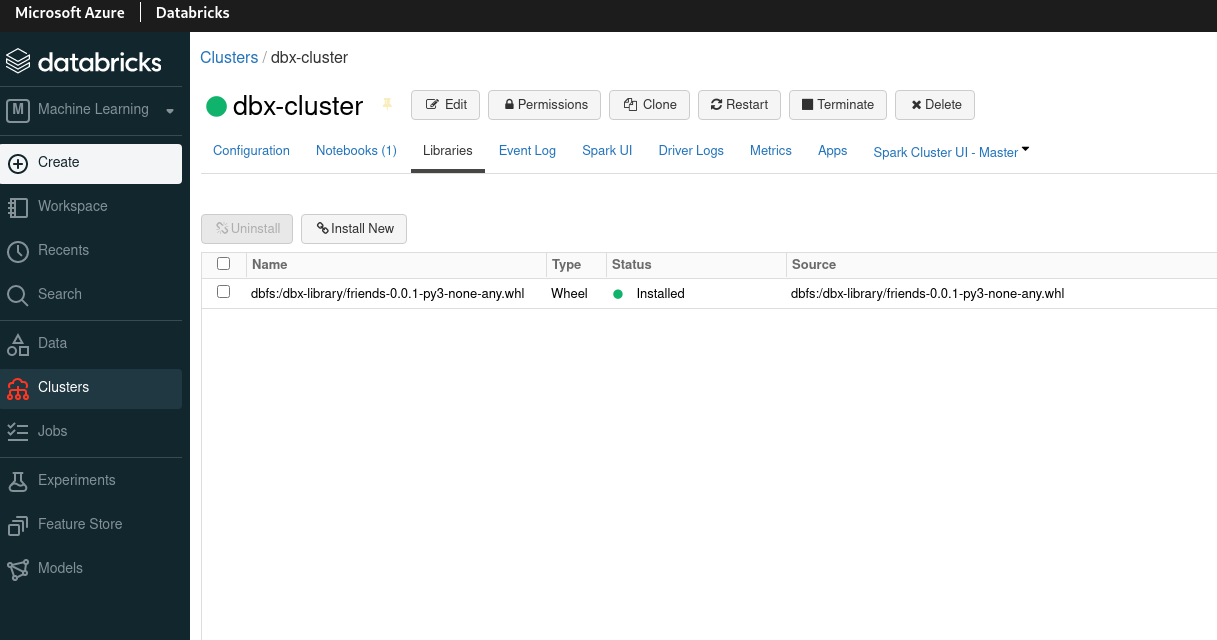 Microsoft Azure Databricks
databricks
M Machine Learning
Create
Workspace
Recents
Search
Data
Clusters
Jobs
Experiments
Feature Store
Models
Clusters / dbx-cluster
dbx-cluster Edit Permissions Clone Restart Terminate Delete
Configuration Notebooks (1) Libraries Event Log Spark UI Driver Logs Metrics Apps Spark Cluster UI - Master
Uninstall Install New
Name Type Status Source
dbfs:/dbx-library/friends-0.0.1-py3-none-any.whl Wheel Installed dbfs:/dbx-library/friends-0.0.1-py3-none-any.whl